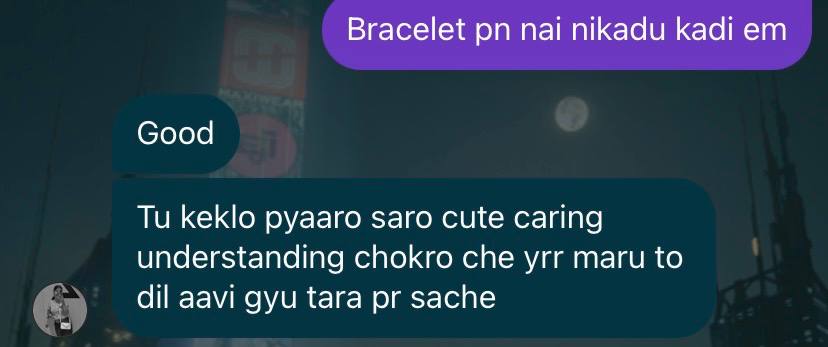 Bracelet pn nai nikadu kadi em
Good
Tu keklo pyaaro saro cute caring
understanding chokro che yrr maru to
dil aavi gyu tara pr sache